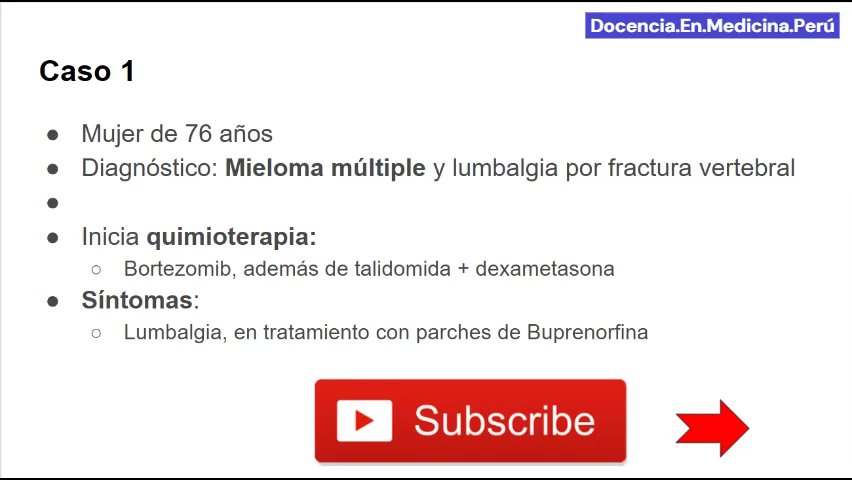 Docencia.En.Medicina.Perú
Caso 1
● Mujer de 76 años
● Diagnóstico: Mieloma múltiple y lumbalgia por fractura vertebral
●
● Inicia quimioterapia:
○ Bortezomib, además de talidomida + dexametasona
● Síntomas:
○ Lumbalgia, en tratamiento con parches de Buprenorfina
Subscribe